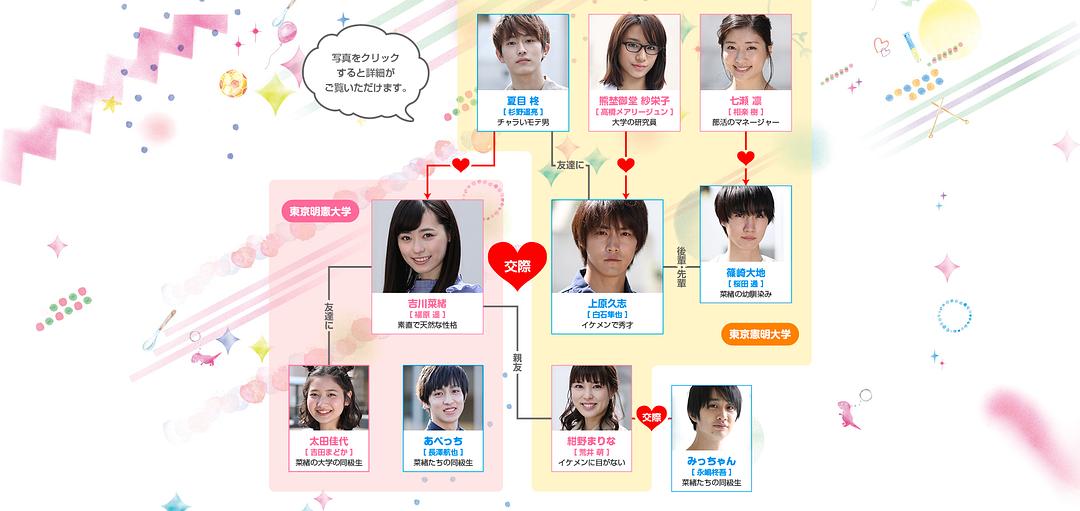 写真をクリック
すると詳細が
ご覧いただけます。
夏目 柊
[ 杉野遥亮 ]
チャラいモテ男
熊埜御堂 紗栄子
[ 高橋メアリージュン ]
大学の研究員
七瀬 凛
[ 相楽 樹 ]
部活のマネージャー
友達に
東京明憲大学
吉川菜緒
[ 福原 遥 ]
素直で天然な性格
交際
上原久志
[ 白石隼也 ]
イケメンで秀才
後輩・先輩
篠崎大地
[ 桜田 通 ]
菜緒の幼馴染み
東京憲明大学
友達に
親友
太田佳代
[ 吉田まどか ]
菜緒の大学の同級生
あべっち
[ 長澤航也 ]
菜緒たちの同級生
紺野まりな
[ 荒井 萌 ]
イケメンに目がない
交際
みっちゃん
[ 永嶋柊吾 ]
菜緒たちの同級生